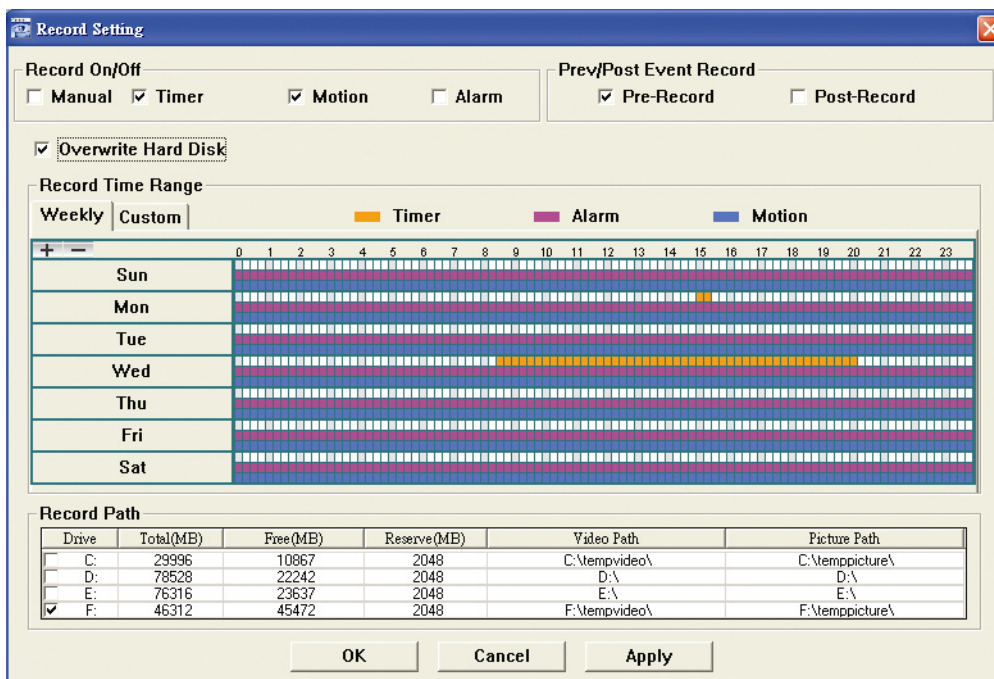 Record Setting
Record On/Off
Prev/Post Event Record
Manual Timer Motion Alarm Pre-Record Post-Record
Overwrite Hard Disk
Record Time Range
Weekly Custom Timer Alarm Motion
+ - 0 1 2 3 4 5 6 7 8 9 10 11 12 13 14 15 16 17 18 19 20 21 22 23
Sun
Mon
Tue
Wed
Thu
Fri
Sat
Record Path
Drive Total(MB) Free(MB) Reserve(MB) Video Path Picture Path
C: 29996 10867 2048 C:\tempvideo\ C:\temppicture\
D: 78528 22242 2048 D:\ D:\
E: 76316 23637 2048 E:\ E:\
F: 46312 45472 2048 F:\tempvideo\ F:\temppicture\
OK Cancel Apply